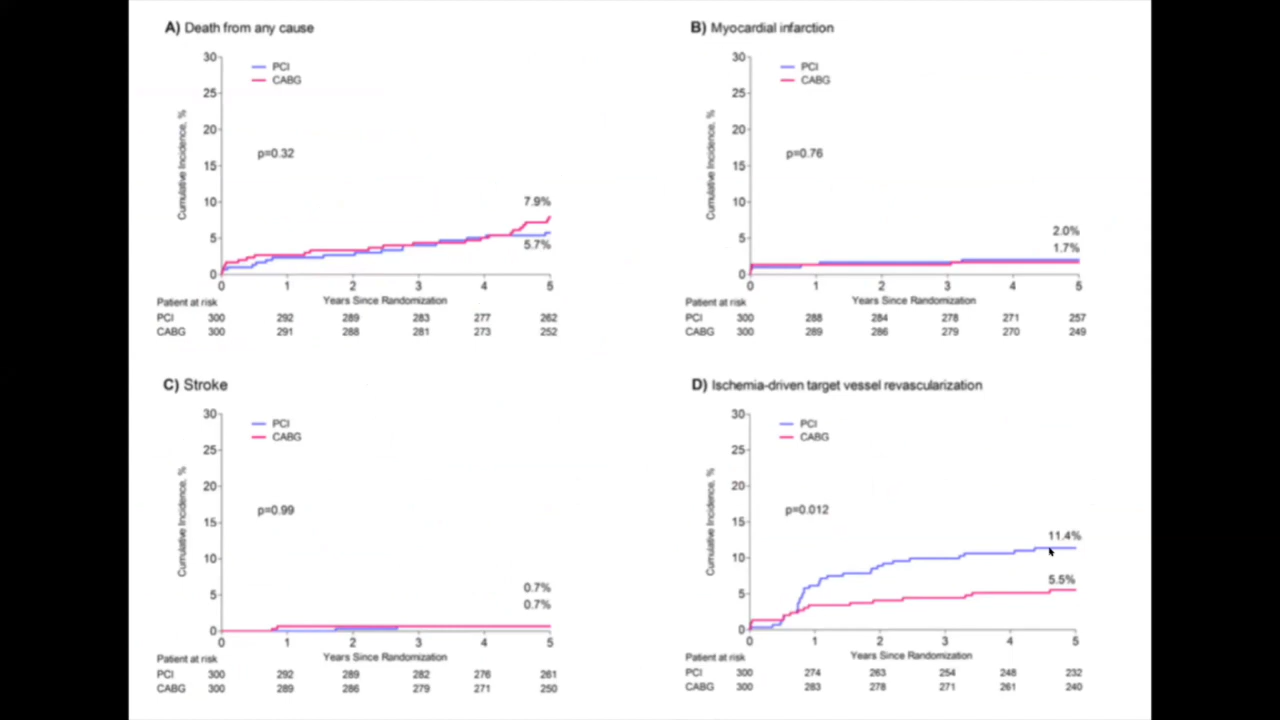 A) Death from any cause
30
25
20
15
10
5
0
Cumulative Incidence, %
PCI
CABG
p=0.32
7.9%
5.7%
0 1 2 3 4 5
Years Since Randomization
Patient at risk
PCI 300 292 289 283 277 262
CABG 300 291 288 281 273 252
B) Myocardial infarction
30
25
20
15
10
5
0
Cumulative Incidence, %
PCI
CABG
p=0.76
2.0%
1.7%
0 1 2 3 4 5
Years Since Randomization
Patient at risk
PCI 300 288 284 278 271 257
CABG 300 289 286 279 270 249
C) Stroke
30
25
20
15
10
5
0
Cumulative Incidence, %
PCI
CABG
p=0.99
0.7%
0.7%
0 1 2 3 4 5
Years Since Randomization
Patient at risk
PCI 300 292 289 282 276 261
CABG 300 289 286 279 271 250
D) Ischemia-driven target vessel revascularization
30
25
20
15
10
5
0
Cumulative Incidence, %
PCI
CABG
p=0.012
11.4%
5.5%
0 1 2 3 4 5
Years Since Randomization
Patient at risk
PCI 300 274 263 254 248 232
CABG 300 283 278 271 261 240